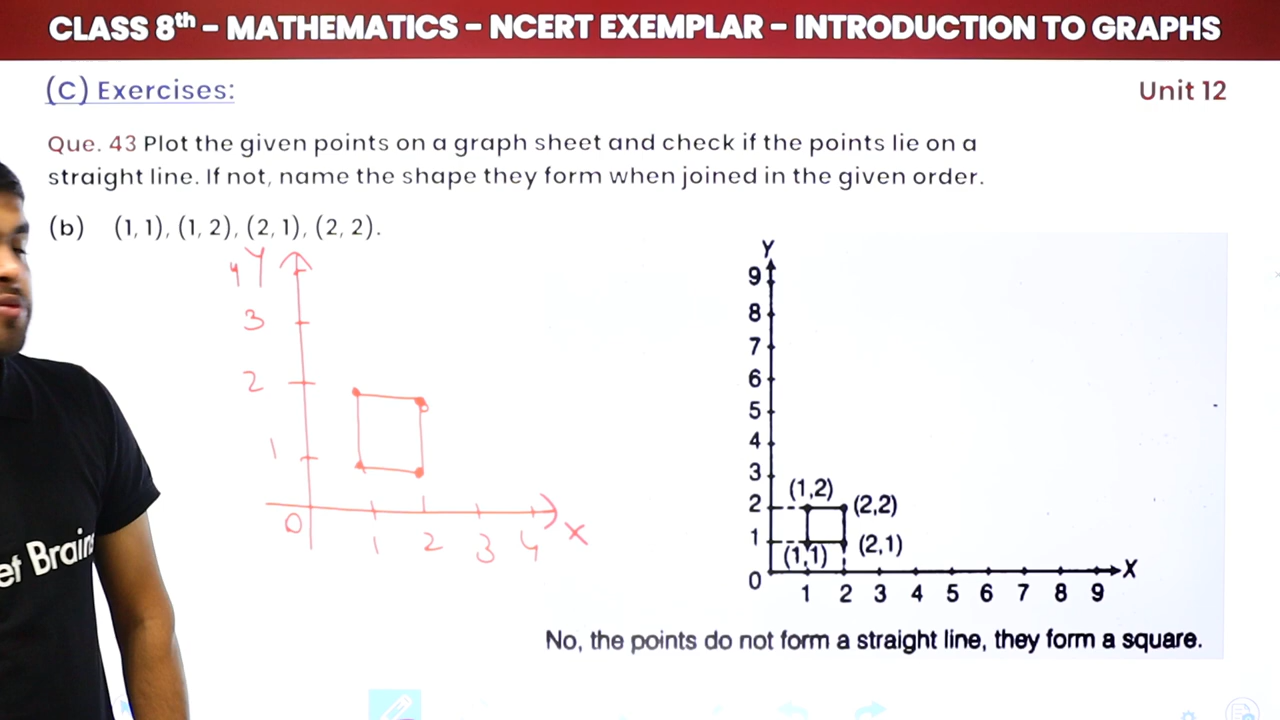 CLASS 8th – MATHEMATICS – NCERT EXEMPLAR – INTRODUCTION TO GRAPHS
(C) Exercises:
Unit 12
Que. 43 Plot the given points on a graph sheet and check if the points lie on a
straight line. If not, name the shape they form when joined in the given order.
(b) (1, 1), (1, 2), (2, 1), (2, 2).
4 Y
3
2
1
0
1 2 3 4 X
Y
9
8
7
6
5
4
3
2 (1,2) (2,2)
1 (1,1) (2,1)
0 X
1 2 3 4 5 6 7 8 9
No, the points do not form a straight line, they form a square.
et Brains